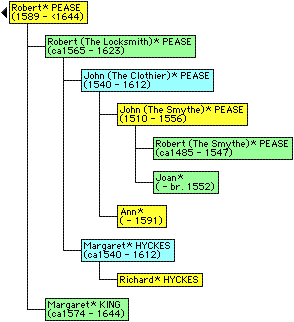 Robert* PEASE
(1589 - <1644)
Robert (The Locksmith)* PEASE
(ca1565 - 1623)
John (The Clothier)* PEASE
(1540 - 1612)
John (The Smythe)* PEASE
(1510 - 1556)
Robert (The Smythe)* PEASE
(ca1485 - 1547)
Joan*
( - br. 1552)
Ann*
( - 1591)
Margaret* HYCKES
(ca1540 - 1612)
Richard* HYCKES
Margaret* KING
(ca1574 - 1644)